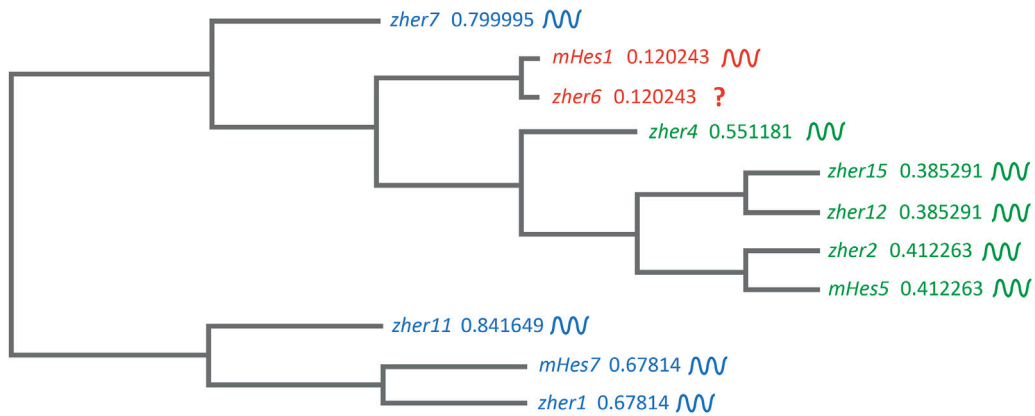 zher7 0.799995
mHes1 0.120243
zher6 0.120243 ?
zher4 0.551181
zher15 0.385291
zher12 0.385291
zher2 0.412263
mHes5 0.412263
zher11 0.841649
mHes7 0.67814
zher1 0.67814